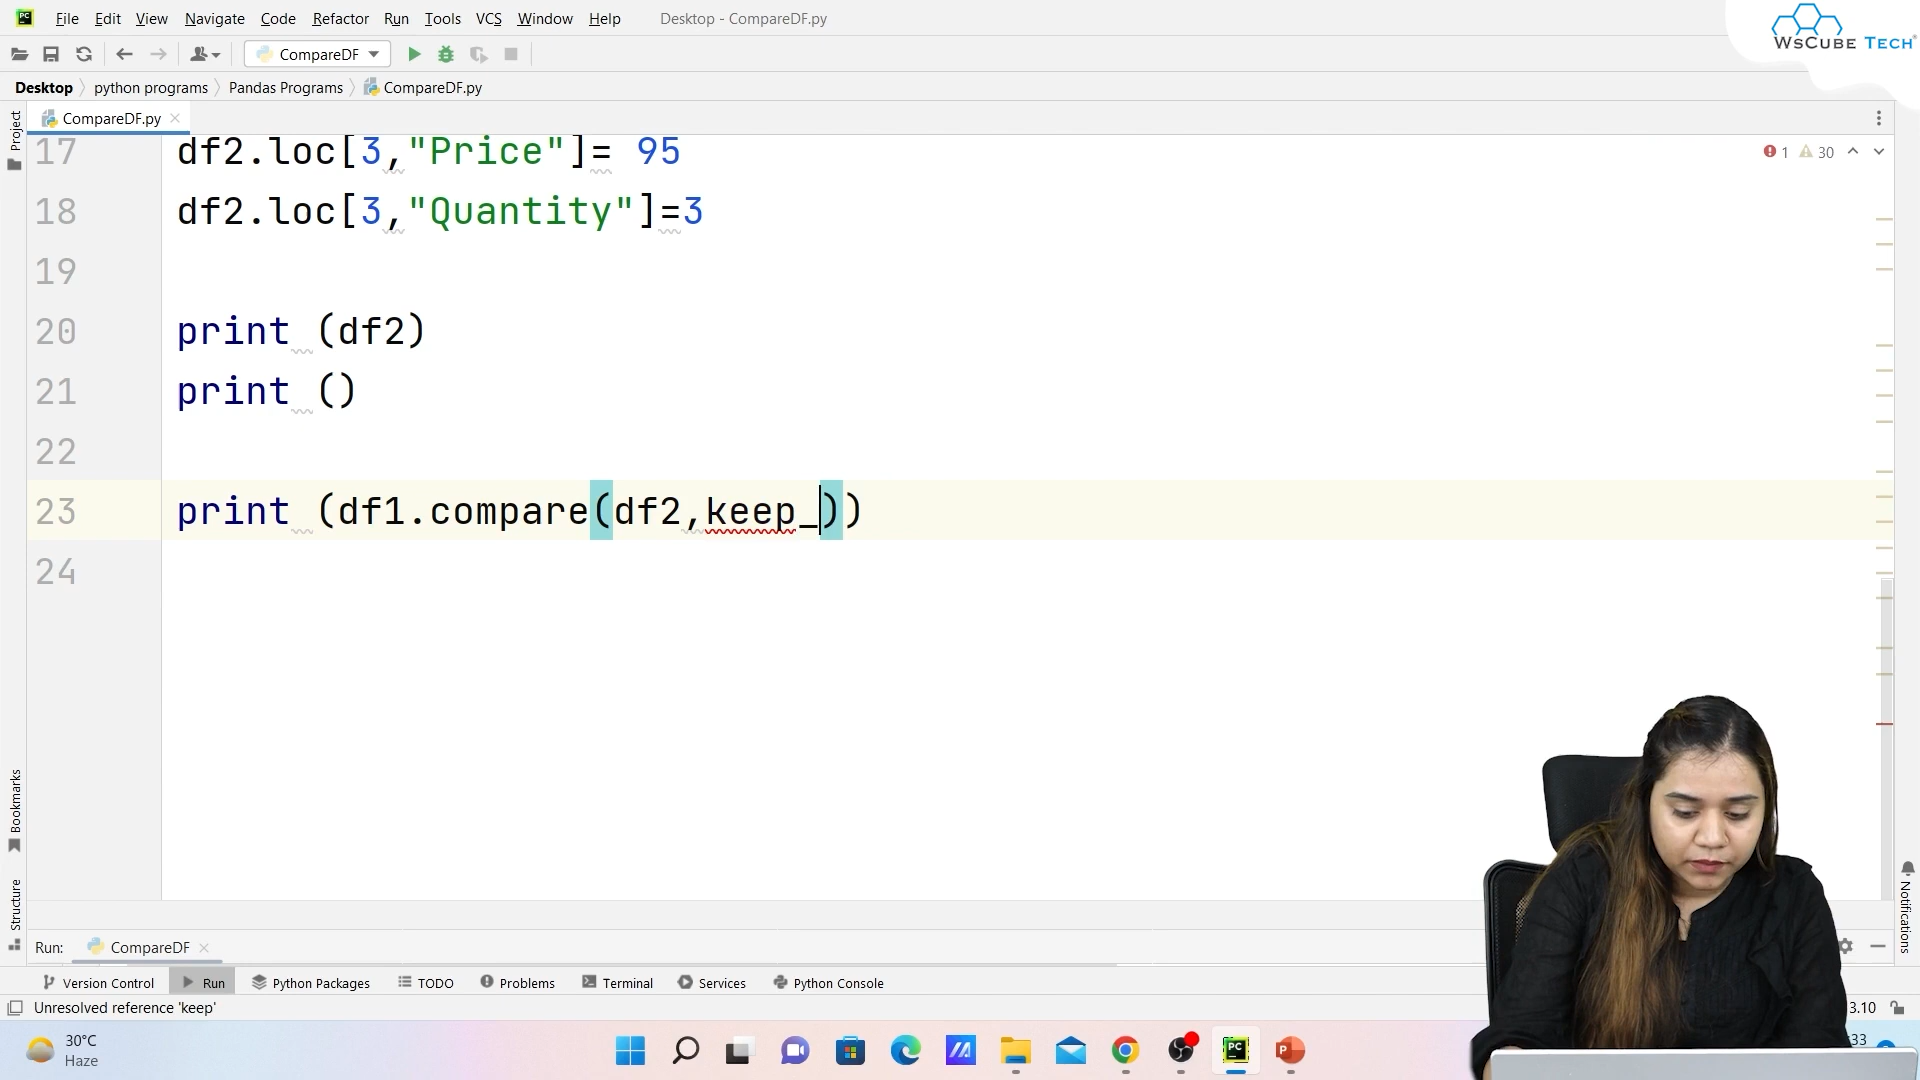 File Edit View Navigate Code Refactor Run Tools VCS Window Help Desktop - CompareDF.py
WsCube Tech
CompareDF
Desktop python programs Pandas Programs CompareDF.py
Project
CompareDF.py
17 df2.loc[3,"Price"]= 95
1 30
18 df2.loc[3,"Quantity"]=3
19
20 print (df2)
21 print ()
22
23 print (df1.compare(df2,keep_))
24
Bookmarks
Structure
Notifications
Run: CompareDF
Version Control Run Python Packages TODO Problems Terminal Services Python Console
Unresolved reference 'keep'
3.10
30°C
Haze
:33